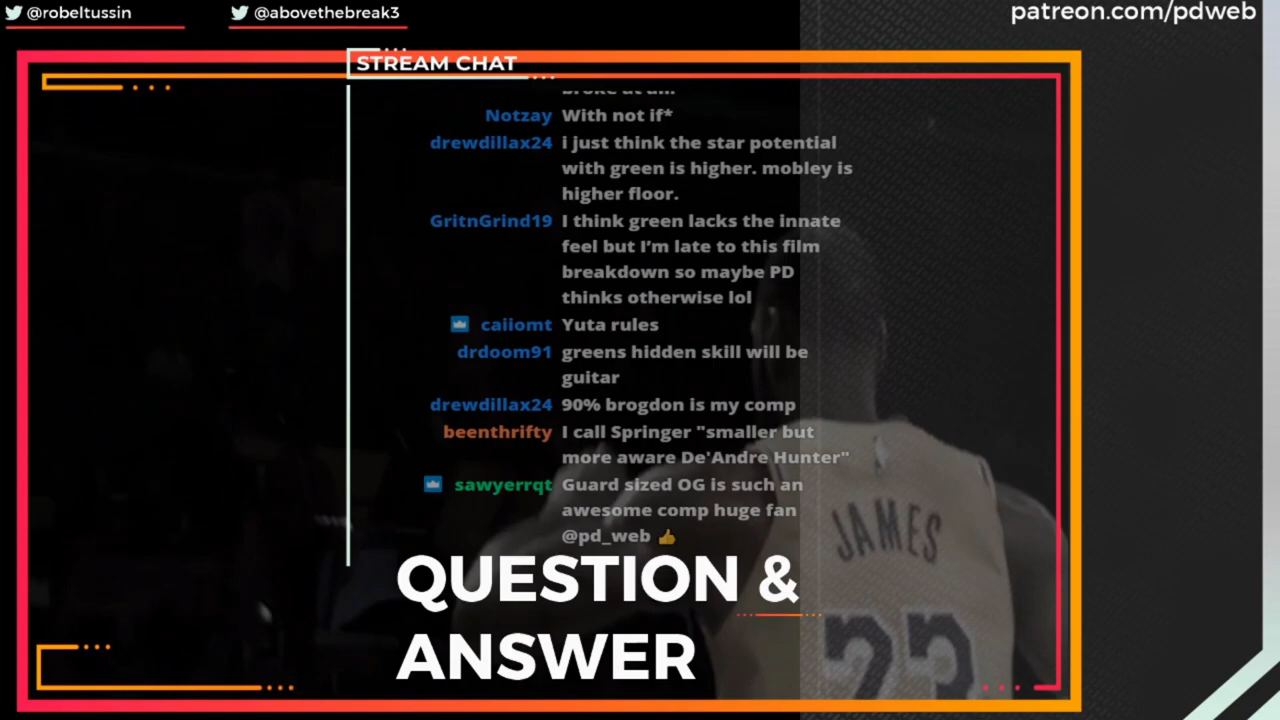 @robeltussin @abovethebreak3 patreon.com/pdweb
STREAM CHAT
broke at all.
Notzay With not if*
drewdillax24 i just think the star potential
with green is higher. mobley is
higher floor.
GritnGrind19 I think green lacks the innate
feel but I'm late to this film
breakdown so maybe PD
thinks otherwise lol
caiiomt Yuta rules
drdoom91 greens hidden skill will be
guitar
drewdillax24 90% brogdon is my comp
beenthrifty I call Springer "smaller but
more aware De'Andre Hunter"
sawyerrqt Guard sized OG is such an
awesome comp huge fan
@pd_web 👍
JAMES
23
QUESTION &
ANSWER